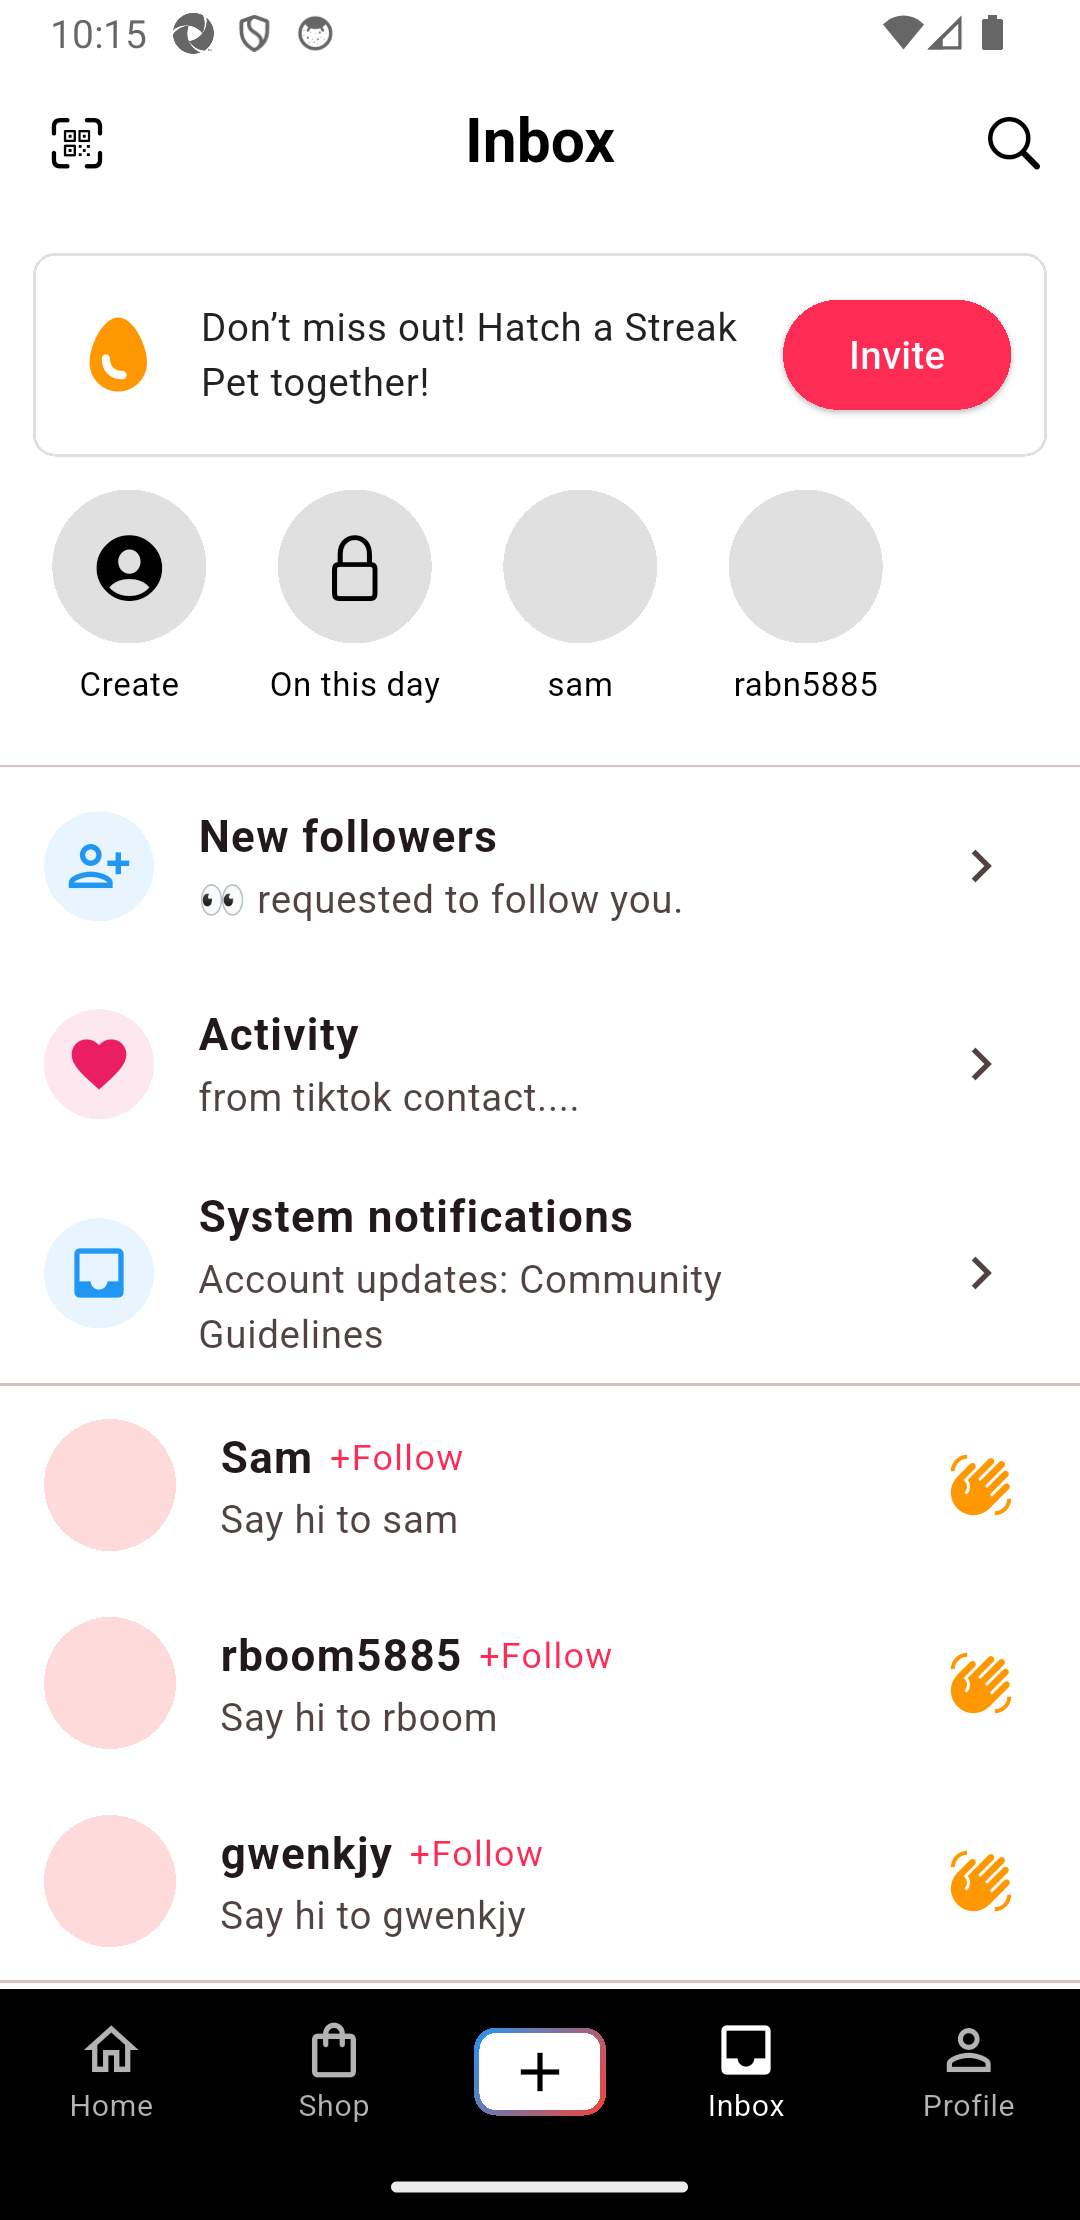 10:15
Inbox
Don’t miss out! Hatch a Streak
Pet together!
Invite
Create
On this day
sam
rabn5885
New followers
👀 requested to follow you.
Activity
from tiktok contact....
System notifications
Account updates: Community
Guidelines
Sam +Follow
Say hi to sam
rboom5885 +Follow
Say hi to rboom
gwenkjy +Follow
Say hi to gwenkjy
Home
Shop
Inbox
Profile